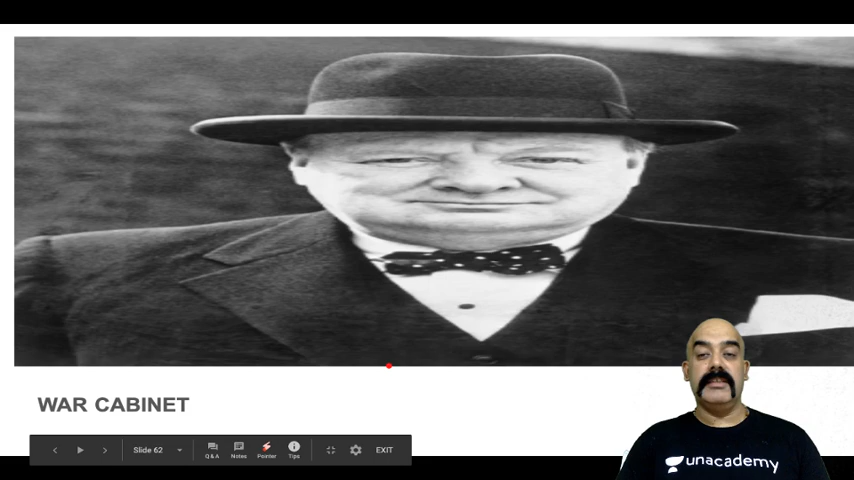 WAR CABINET
Slide 62
Q&A
Notes
Pointer
Tips
EXIT
unacademy